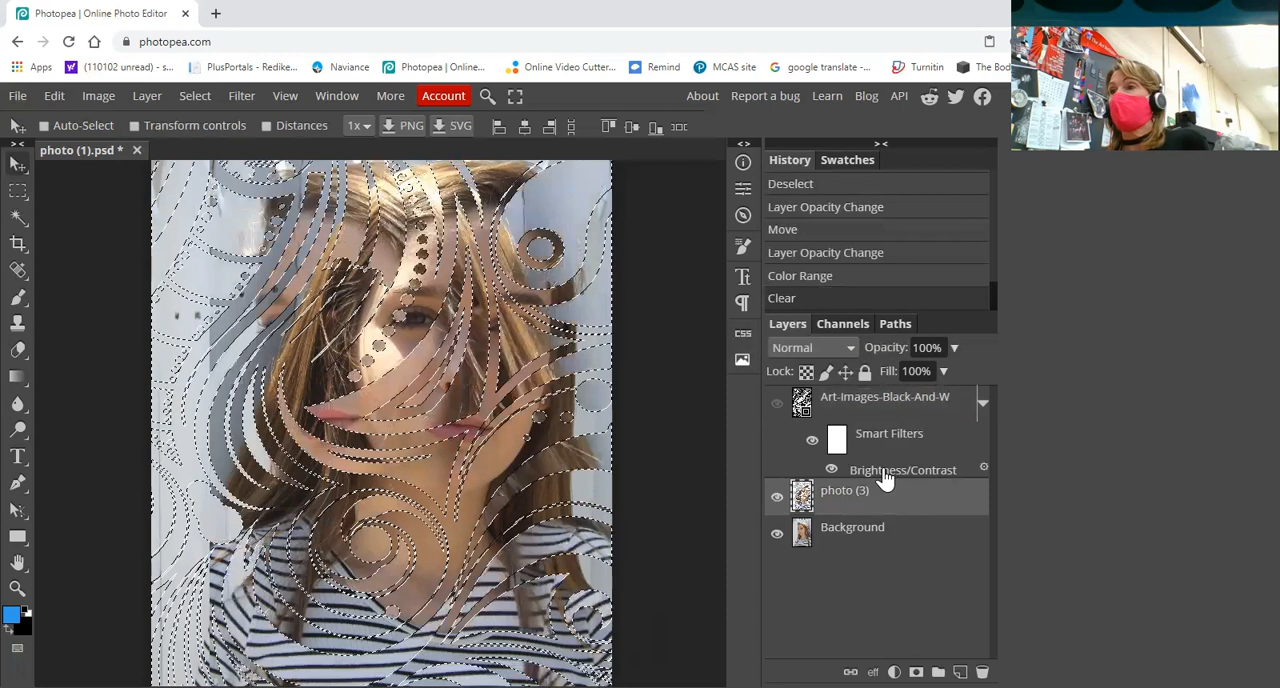 Photopea | Online Photo Editor
photopea.com
Apps
(110102 unread) - s...
PlusPortals - Redike...
Naviance
Photopea | Online...
Online Video Cutter...
Remind
MCAS site
google translate -...
Turnitin
The Bo
File Edit Image Layer Select Filter View Window More Account
About Report a bug Learn Blog API
Auto-Select Transform controls Distances 1x PNG SVG
photo (1).psd *
History Swatches
Deselect
Layer Opacity Change
Move
Layer Opacity Change
Color Range
Clear
Layers Channels Paths
Normal Opacity: 100%
Lock: Fill: 100%
Art-Images-Black-And-W
Smart Filters
Brightness/Contrast
photo (3)
Background
CSS
eff